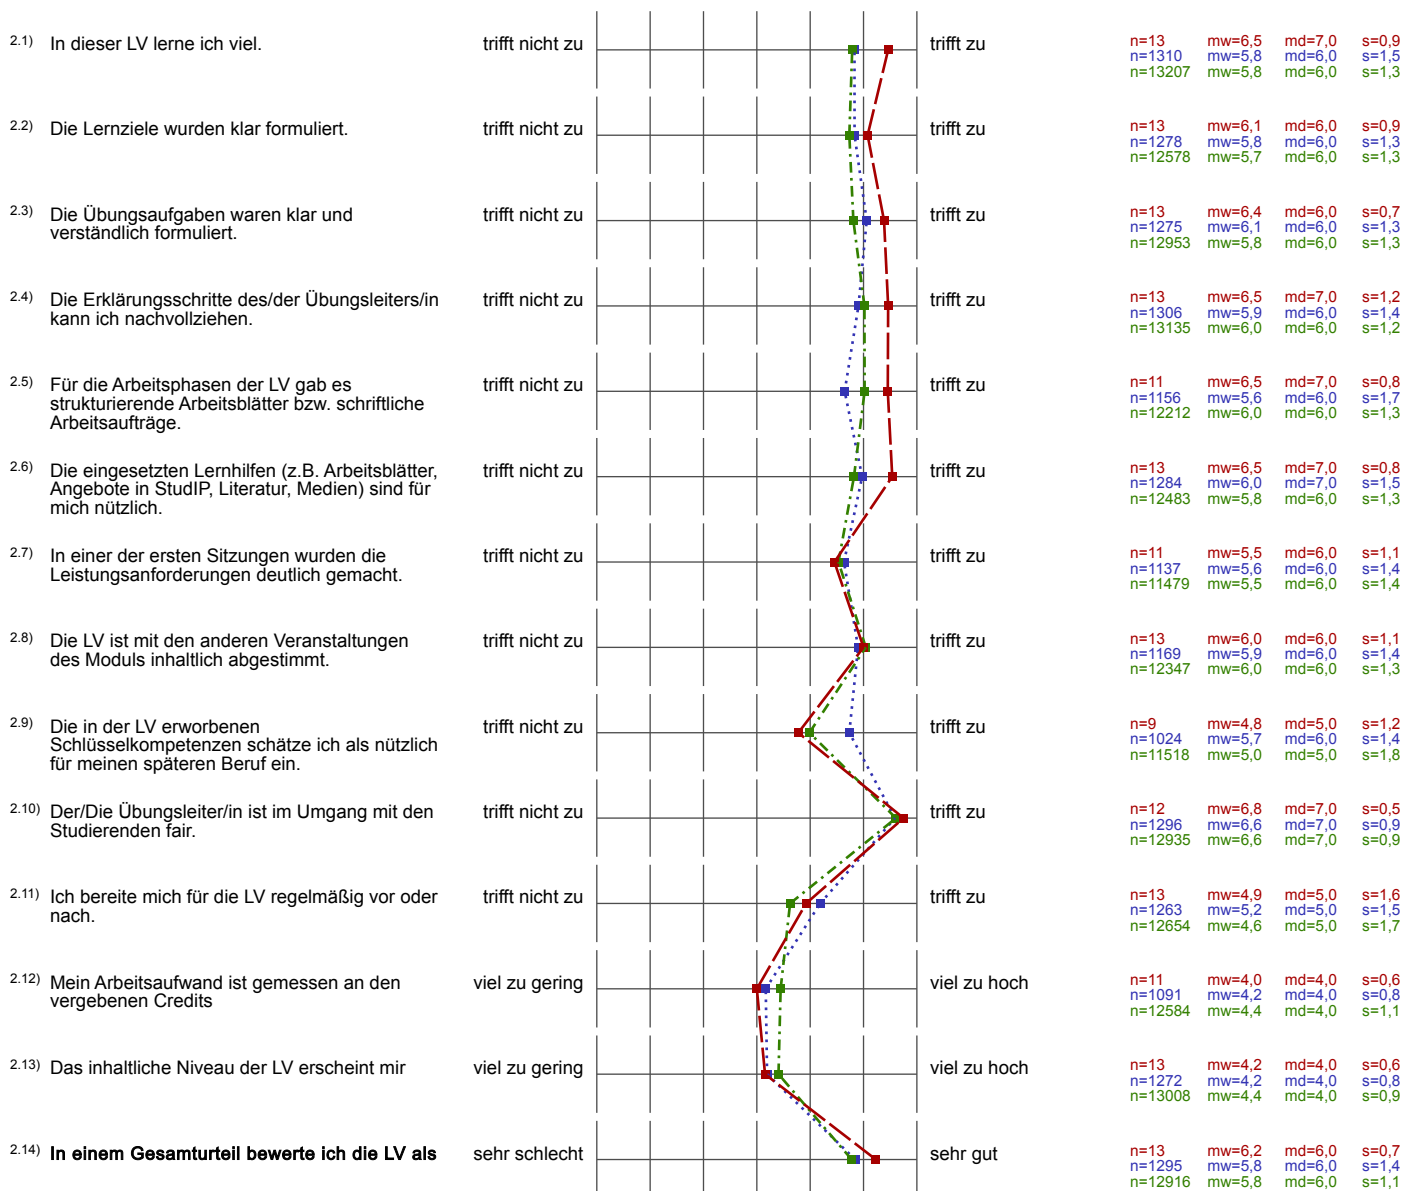 2.1) In dieser LV lerne ich viel. trifft nicht zu trifft zu n=13 mw=6,5 md=7,0 s=0,9
n=1310 mw=5,8 md=6,0 s=1,5
n=13207 mw=5,8 md=6,0 s=1,3
2.2) Die Lernziele wurden klar formuliert. trifft nicht zu trifft zu n=13 mw=6,1 md=6,0 s=0,9
n=1278 mw=5,8 md=6,0 s=1,3
n=12578 mw=5,7 md=6,0 s=1,3
2.3) Die Übungsaufgaben waren klar und trifft nicht zu trifft zu n=13 mw=6,4 md=6,0 s=0,7
verständlich formuliert. n=1275 mw=6,1 md=6,0 s=1,3
n=12953 mw=5,8 md=6,0 s=1,3
2.4) Die Erklärungsschritte des/der Übungsleiters/in trifft nicht zu trifft zu n=13 mw=6,5 md=7,0 s=1,2
kann ich nachvollziehen. n=1306 mw=5,9 md=6,0 s=1,4
n=13135 mw=6,0 md=6,0 s=1,2
2.5) Für die Arbeitsphasen der LV gab es trifft nicht zu trifft zu n=11 mw=6,5 md=7,0 s=0,8
strukturierende Arbeitsblätter bzw. schriftliche n=1156 mw=5,6 md=6,0 s=1,7
Arbeitsaufträge. n=12212 mw=6,0 md=6,0 s=1,3
2.6) Die eingesetzten Lernhilfen (z.B. Arbeitsblätter, trifft nicht zu trifft zu n=13 mw=6,5 md=7,0 s=0,8
Angebote in StudIP, Literatur, Medien) sind für n=1284 mw=6,0 md=7,0 s=1,5
mich nützlich. n=12483 mw=5,8 md=6,0 s=1,3
2.7) In einer der ersten Sitzungen wurden die trifft nicht zu trifft zu n=11 mw=5,5 md=6,0 s=1,1
Leistungsanforderungen deutlich gemacht. n=1137 mw=5,6 md=6,0 s=1,4
n=11479 mw=5,5 md=6,0 s=1,4
2.8) Die LV ist mit den anderen Veranstaltungen trifft nicht zu trifft zu n=13 mw=6,0 md=6,0 s=1,1
des Moduls inhaltlich abgestimmt. n=1169 mw=5,9 md=6,0 s=1,4
n=12347 mw=6,0 md=6,0 s=1,3
2.9) Die in der LV erworbenen trifft nicht zu trifft zu n=9 mw=4,8 md=5,0 s=1,2
Schlüsselkompetenzen schätze ich als nützlich n=1024 mw=5,7 md=6,0 s=1,4
für meinen späteren Beruf ein. n=11518 mw=5,0 md=5,0 s=1,8
2.10) Der/Die Übungsleiter/in ist im Umgang mit den trifft nicht zu trifft zu n=12 mw=6,8 md=7,0 s=0,5
Studierenden fair. n=1296 mw=6,6 md=7,0 s=0,9
n=12935 mw=6,6 md=7,0 s=0,9
2.11) Ich bereite mich für die LV regelmäßig vor oder trifft nicht zu trifft zu n=13 mw=4,9 md=5,0 s=1,6
nach. n=1263 mw=5,2 md=5,0 s=1,5
n=12654 mw=4,6 md=5,0 s=1,7
2.12) Mein Arbeitsaufwand ist gemessen an den viel zu gering viel zu hoch n=11 mw=4,0 md=4,0 s=0,6
vergebenen Credits n=1091 mw=4,2 md=4,0 s=0,8
n=12584 mw=4,4 md=4,0 s=1,1
2.13) Das inhaltliche Niveau der LV erscheint mir viel zu gering viel zu hoch n=13 mw=4,2 md=4,0 s=0,6
n=1272 mw=4,2 md=4,0 s=0,8
n=13008 mw=4,4 md=4,0 s=0,9
2.14) In einem Gesamturteil bewerte ich die LV als sehr schlecht sehr gut n=13 mw=6,2 md=6,0 s=0,7
n=1295 mw=5,8 md=6,0 s=1,4
n=12916 mw=5,8 md=6,0 s=1,1